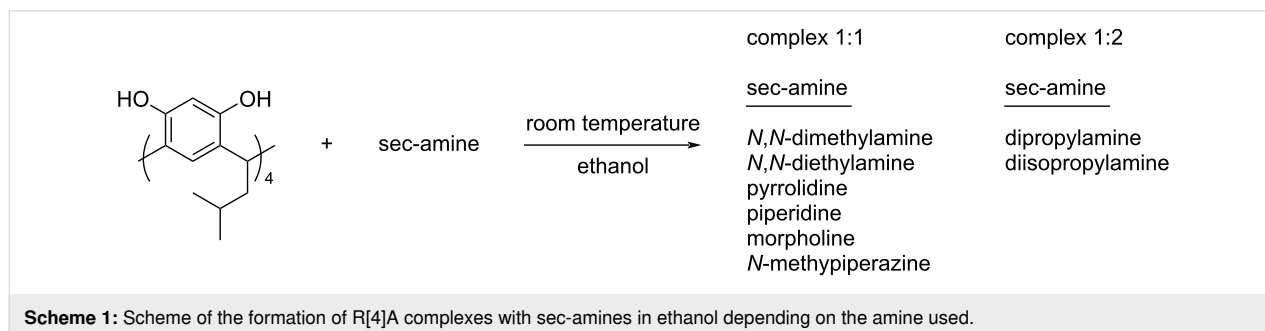 complex 1:1 complex 1:2
sec-amine sec-amine
HO OH
room temperature
+ sec-amine
ethanol
4
N,N-dimethylamine dipropylamine
N,N-diethylamine diisopropylamine
pyrrolidine
piperidine
morpholine
N-methypiperazine
Scheme 1: Scheme of the formation of R[4]A complexes with sec-amines in ethanol depending on the amine used.